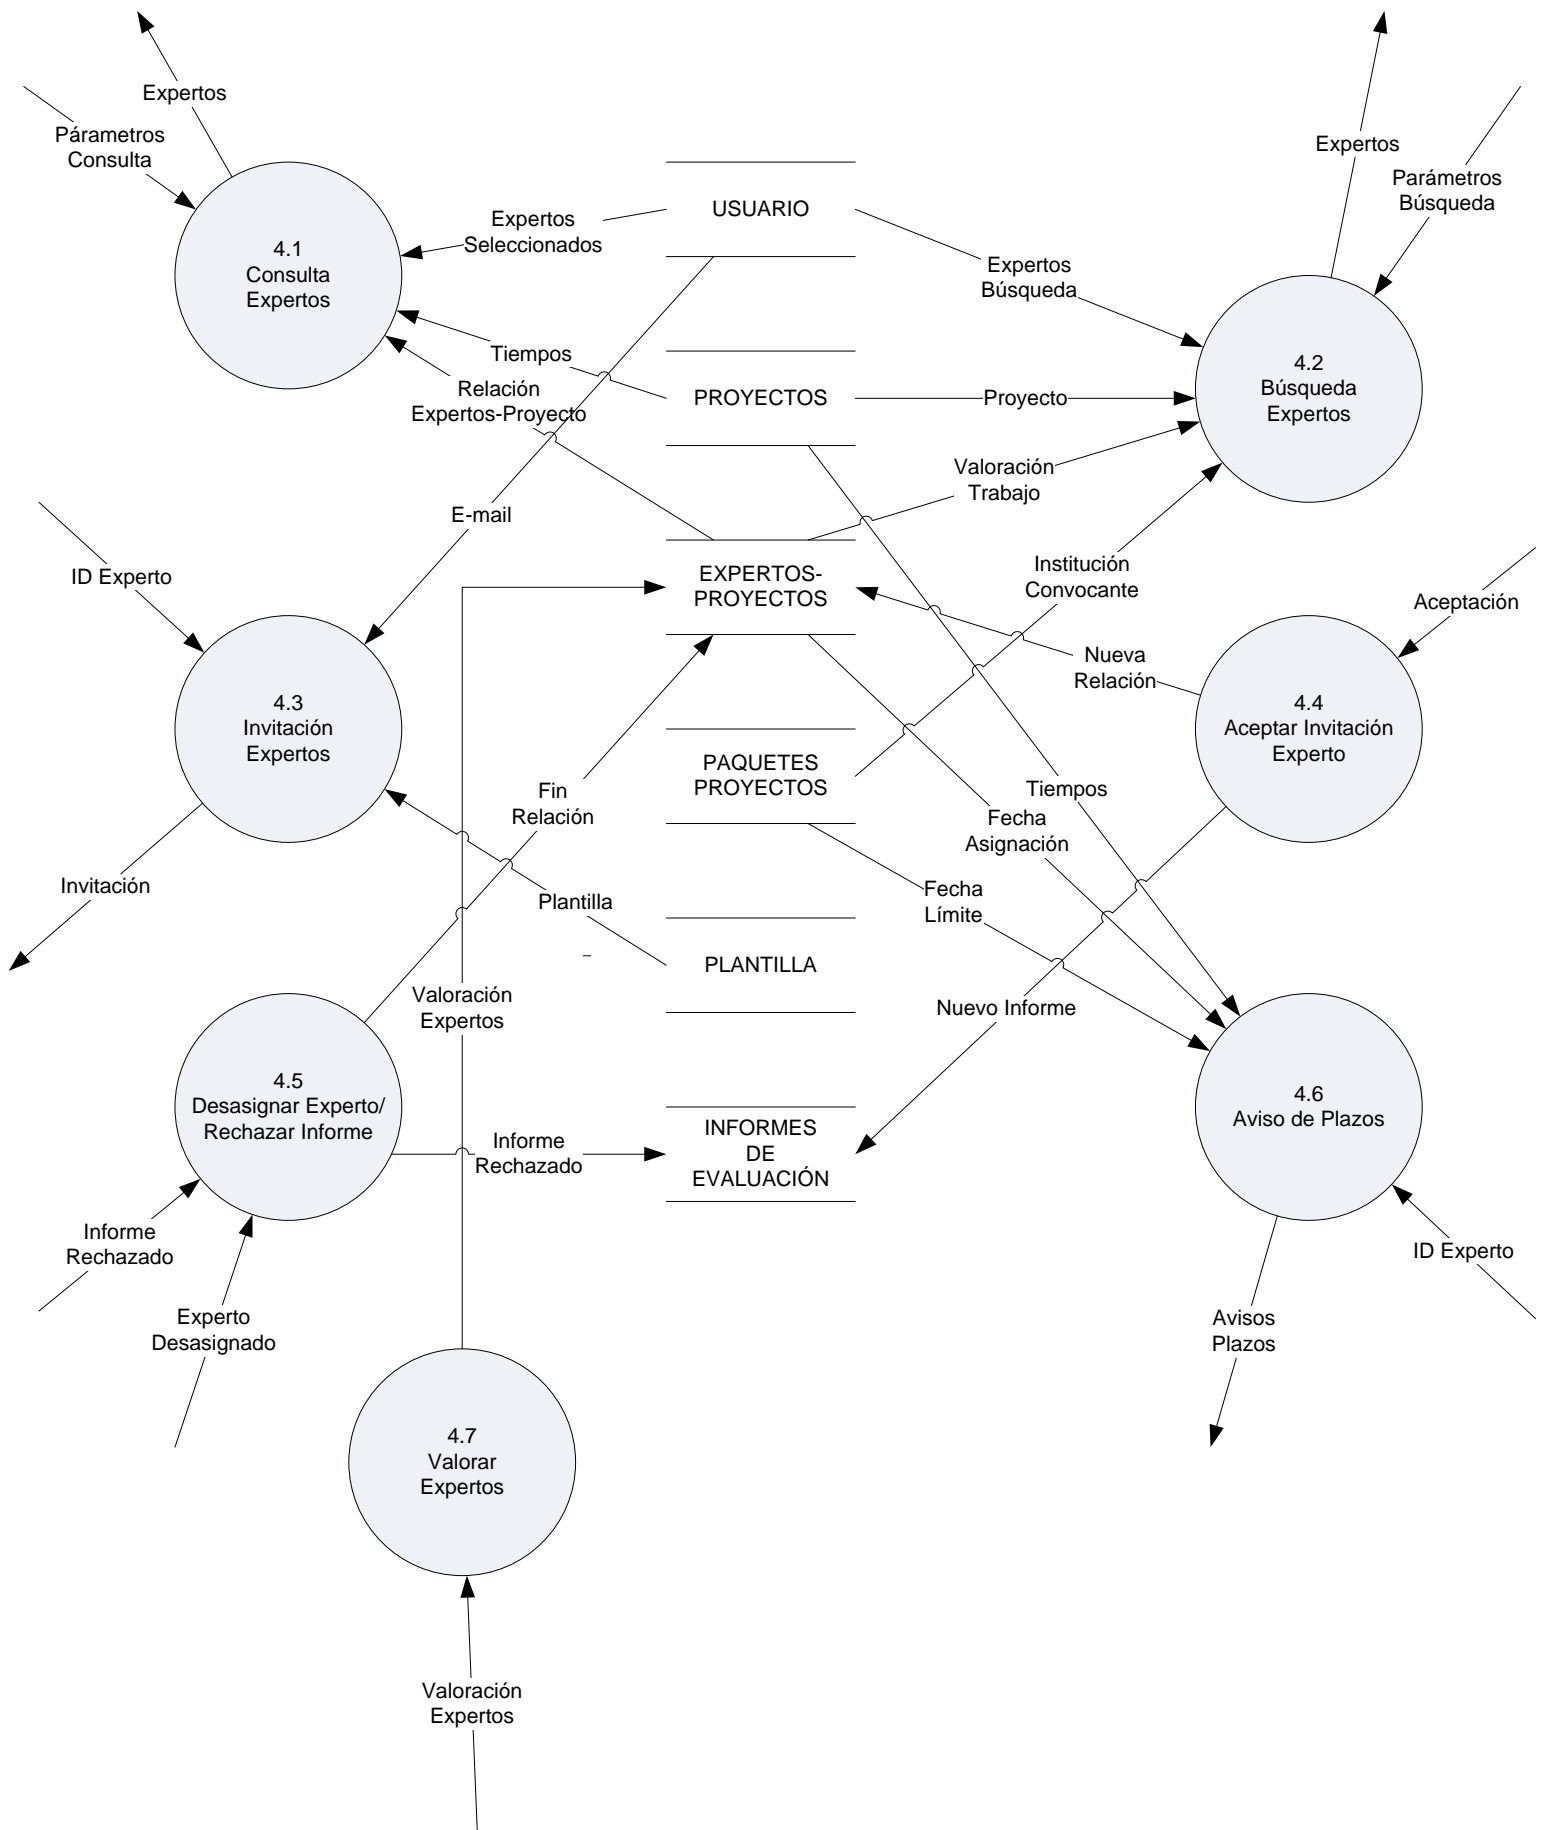 Expertos
Párametros
Consulta
Expertos
Parámetros
Búsqueda
USUARIO
Expertos
Seleccionados
4.1
Consulta
Expertos
Expertos
Búsqueda
Tiempos
Relación
Expertos-Proyecto
PROYECTOS
Proyecto
4.2
Búsqueda
Expertos
Valoración
Trabajo
E-mail
ID Experto
EXPERTOS-
PROYECTOS
Institución
Convocante
Aceptación
Nueva
Relación
4.3
Invitación
Expertos
4.4
Aceptar Invitación
Experto
PAQUETES
PROYECTOS
Fin
Relación
Tiempos
Fecha
Asignación
Invitación
Plantilla
Fecha
Límite
PLANTILLA
Valoración
Expertos
Nuevo Informe
4.5
Desasignar Experto/
Rechazar Informe
4.6
Aviso de Plazos
Informe
Rechazado
INFORMES
DE
EVALUACIÓN
Informe
Rechazado
ID Experto
Experto
Desasignado
Avisos
Plazos
4.7
Valorar
Expertos
Valoración
Expertos